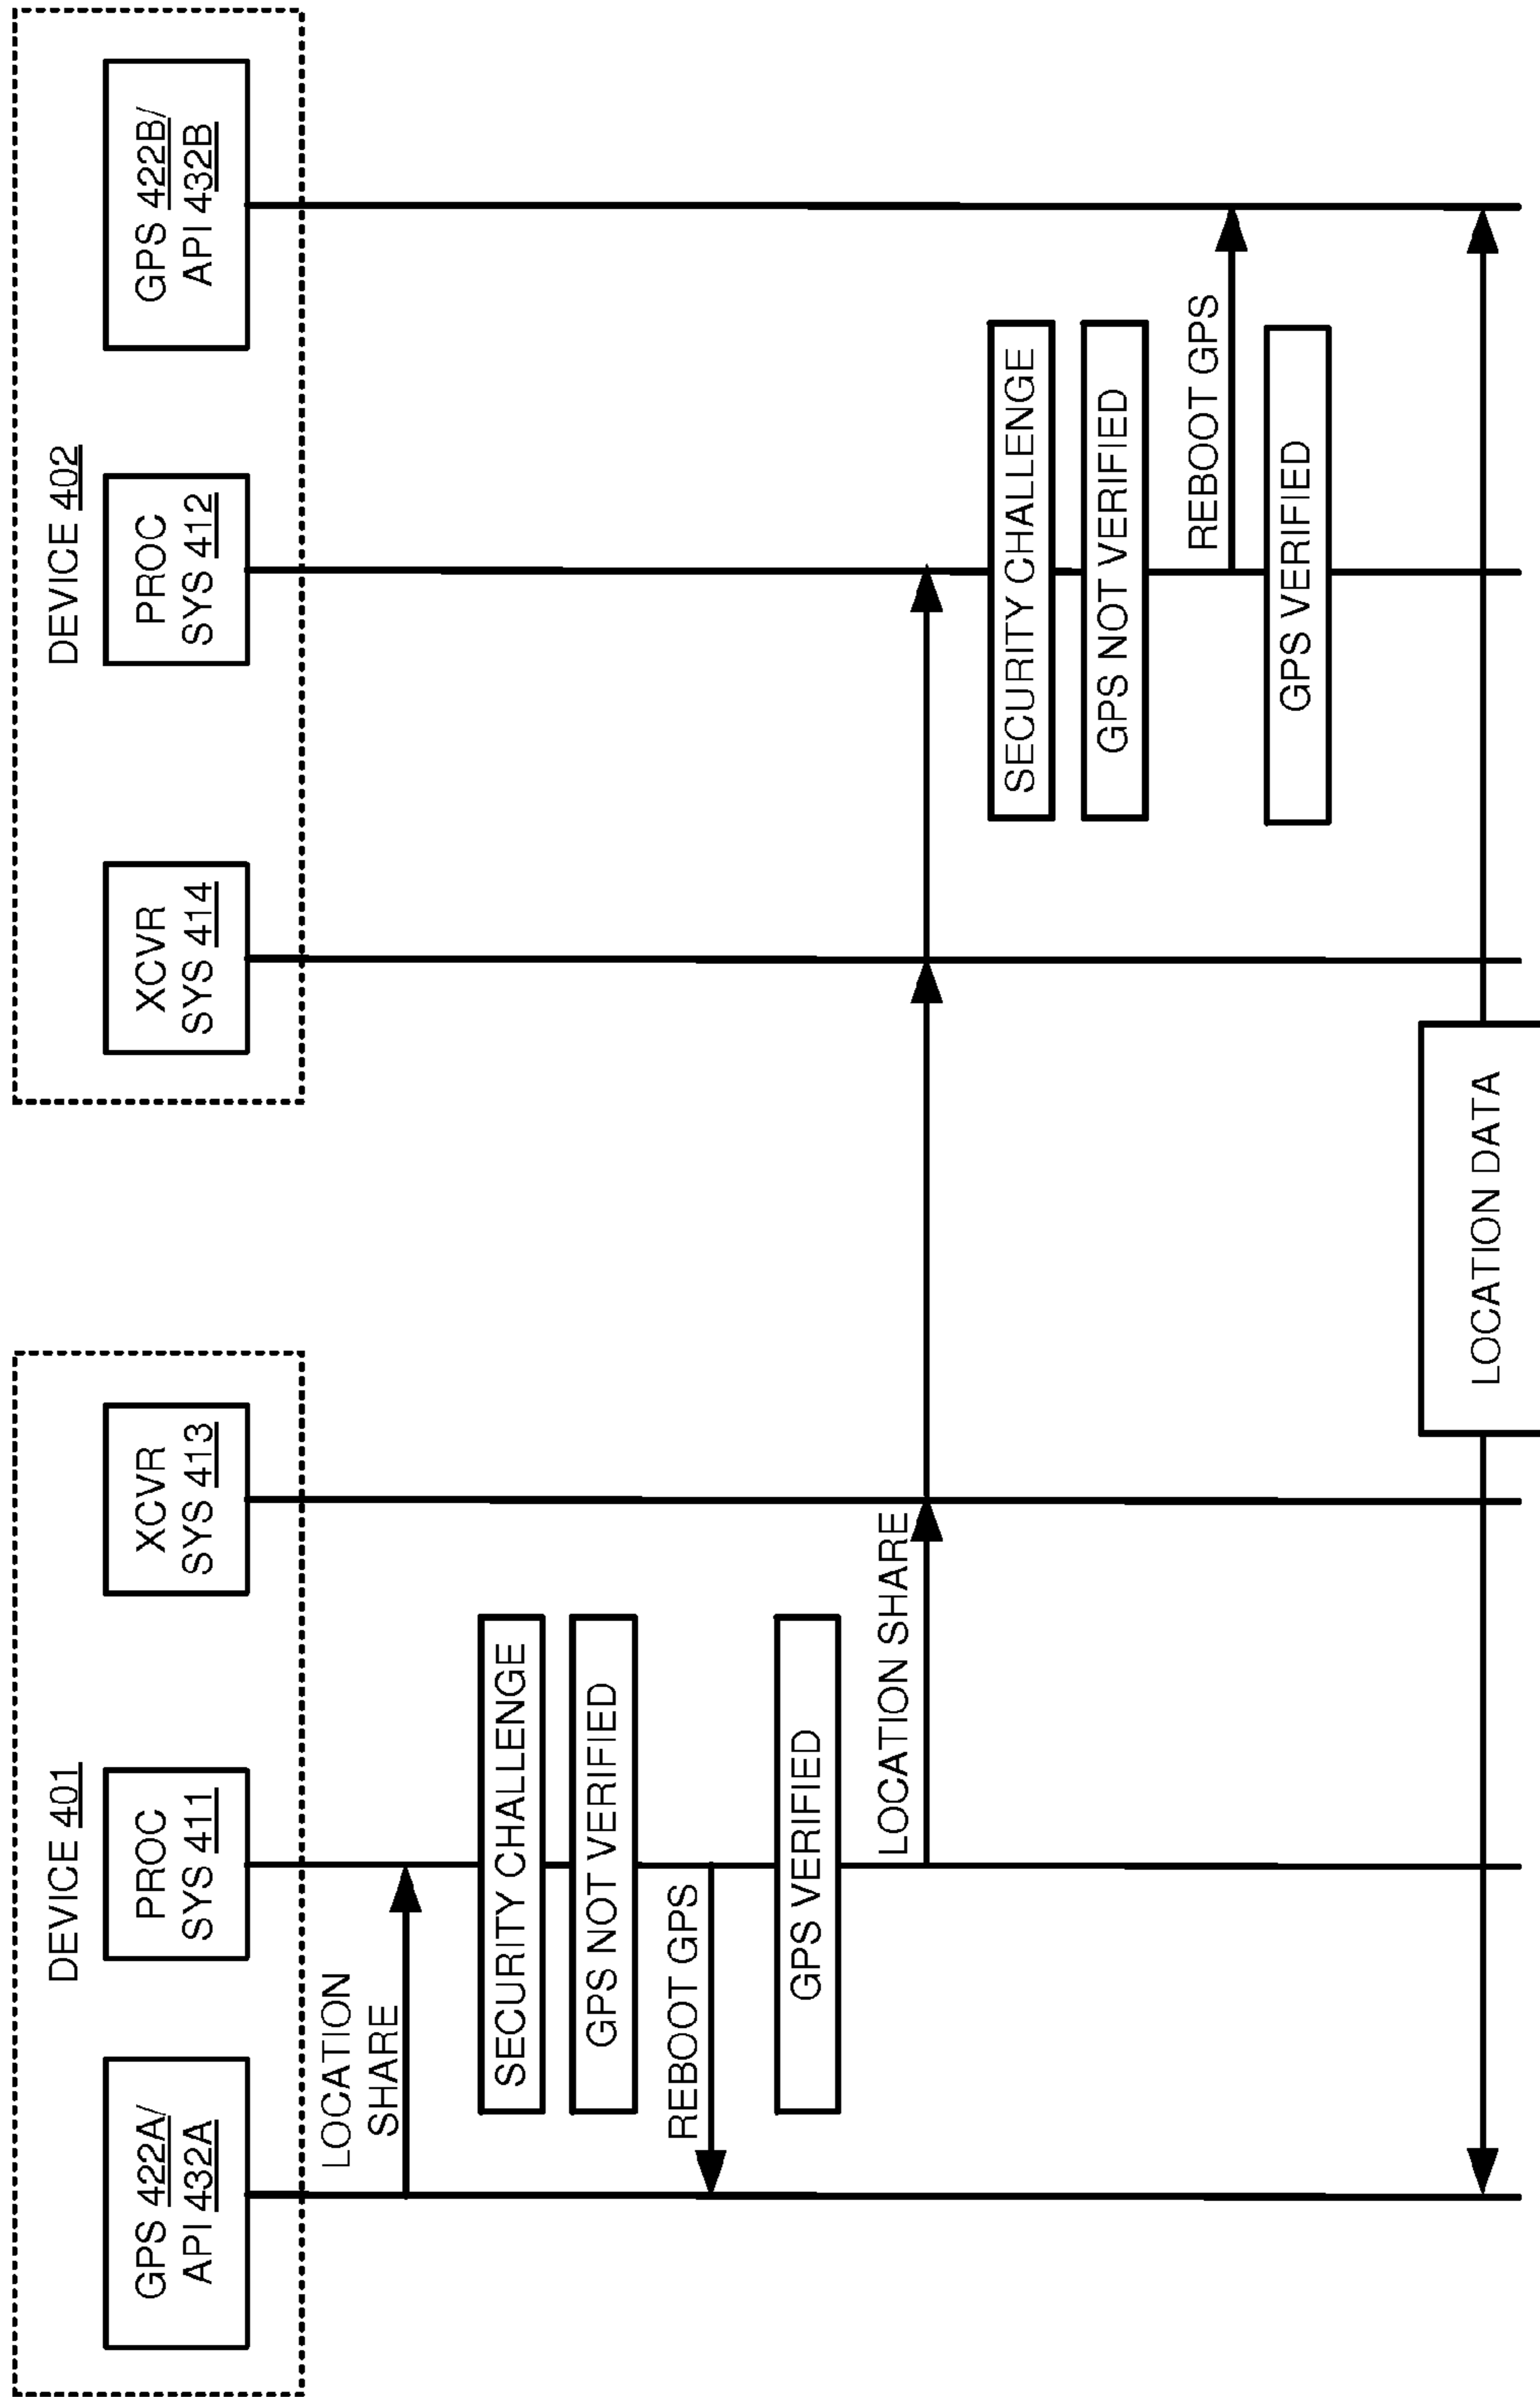 DEVICE 401
GPS 422A/
API 432A
PROC
SYS 411
XCVR
SYS 413
DEVICE 402
XCVR
SYS 414
PROC
SYS 412
GPS 422B/
API 432B
LOCATION
SHARE
SECURITY CHALLENGE
GPS NOT VERIFIED
REBOOT GPS
GPS VERIFIED
LOCATION SHARE
SECURITY CHALLENGE
GPS NOT VERIFIED
REBOOT GPS
GPS VERIFIED
LOCATION DATA